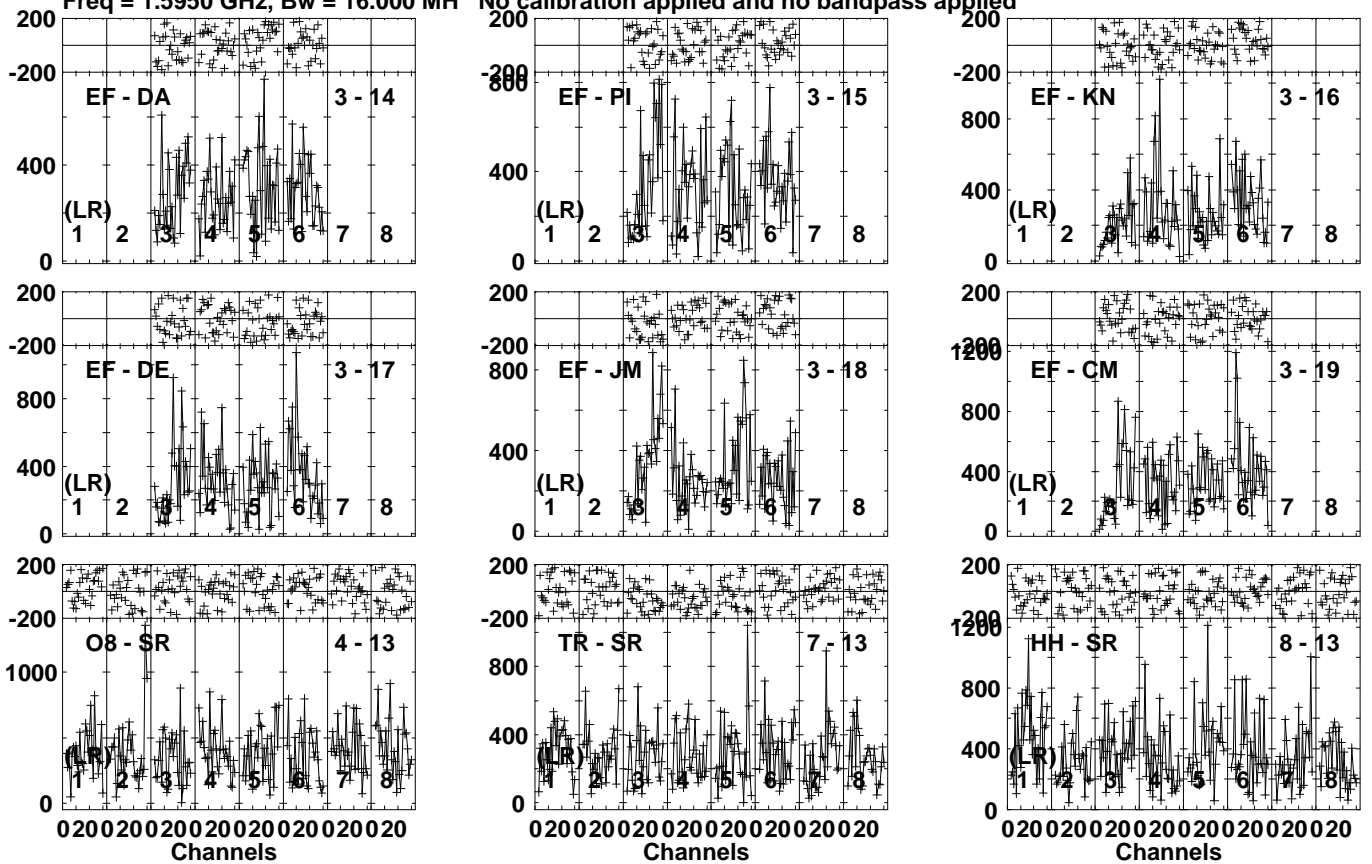 Freq = 1.5950 GHz, Bw = 16.000 MH No calibration applied and no bandpass applied
200 200 200
-200 -200 -200
EF - DA 3 - 14 EF - PI 3 - 15 EF - KN 3 - 16
800 800
400 400 400
(LR) (LR) (LR)
1 2 3 4 5 6 7 8 1 2 3 4 5 6 7 8 1 2 3 4 5 6 7 8
0 0 0
200 200 200
-200 -200 -200
1200
EF - DE 3 - 17 EF - JM 3 - 18 EF - CM 3 - 19
800 800 800
400 400 400
(LR) (LR) (LR)
1 2 3 4 5 6 7 8 1 2 3 4 5 6 7 8 1 2 3 4 5 6 7 8
0 0 0
200 200 200
-200 -200 -200
1200
O8 - SR 4 - 13 TR - SR 7 - 13 HH - SR 8 - 13
1000 800 800
400 400
(LR) (LR) (LR)
1 2 3 4 5 6 7 8 1 2 3 4 5 6 7 8 1 2 3 4 5 6 7 8
0 0 0
0 20 0 20 0 20 0 20 0 20 0 20 0 20 0 20 0 20 0 20 0 20 0 20 0 20 0 20 0 20 0 20 0 20 0 20 0 20 0 20 0 20 0 20 0 20 0 20
Channels Channels Channels